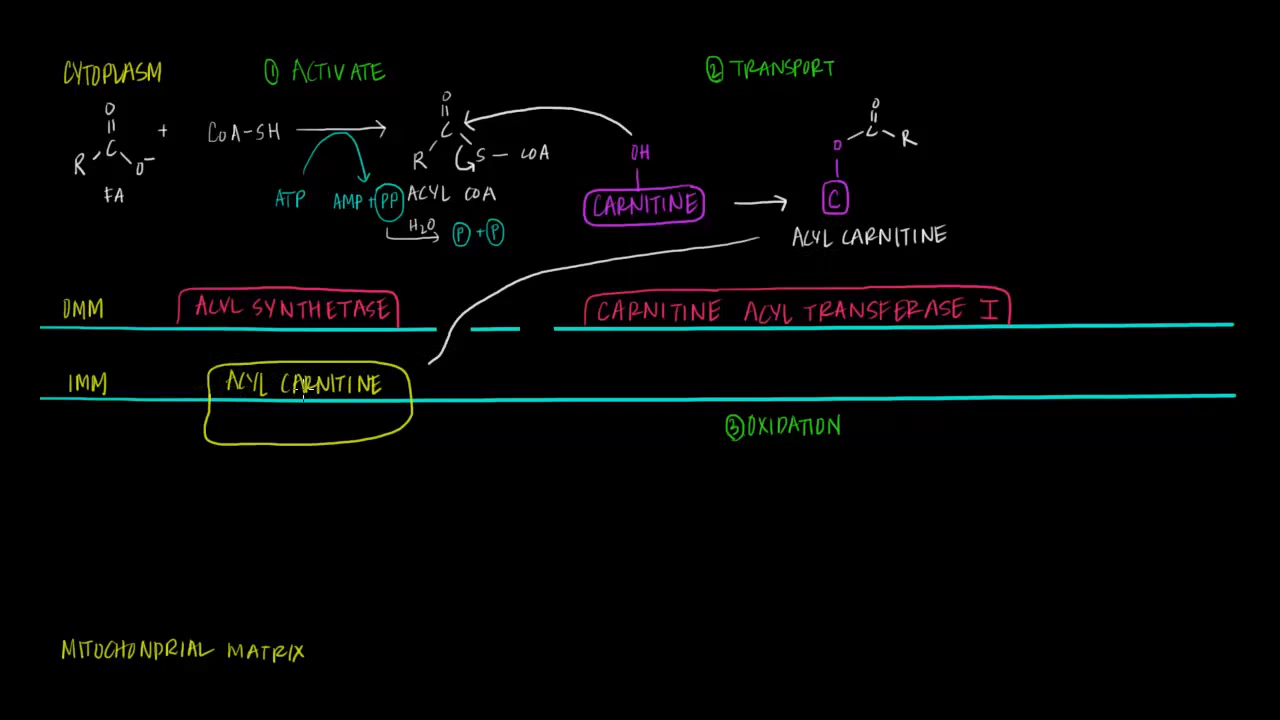 CYTOPLASM ① ACTIVATE ② TRANSPORT
O O O
C + COA-SH C OH O C R
R O⁻ R S — COA
FA ATP AMP + PP ACYL COA CARNITINE C
H2O P + P ACYL CARNITINE
OMM ACYL SYNTHETASE CARNITINE ACYL TRANSFERASE I
IMM ACYL CARNITINE
③ OXIDATION
MITOCHONDRIAL MATRIX